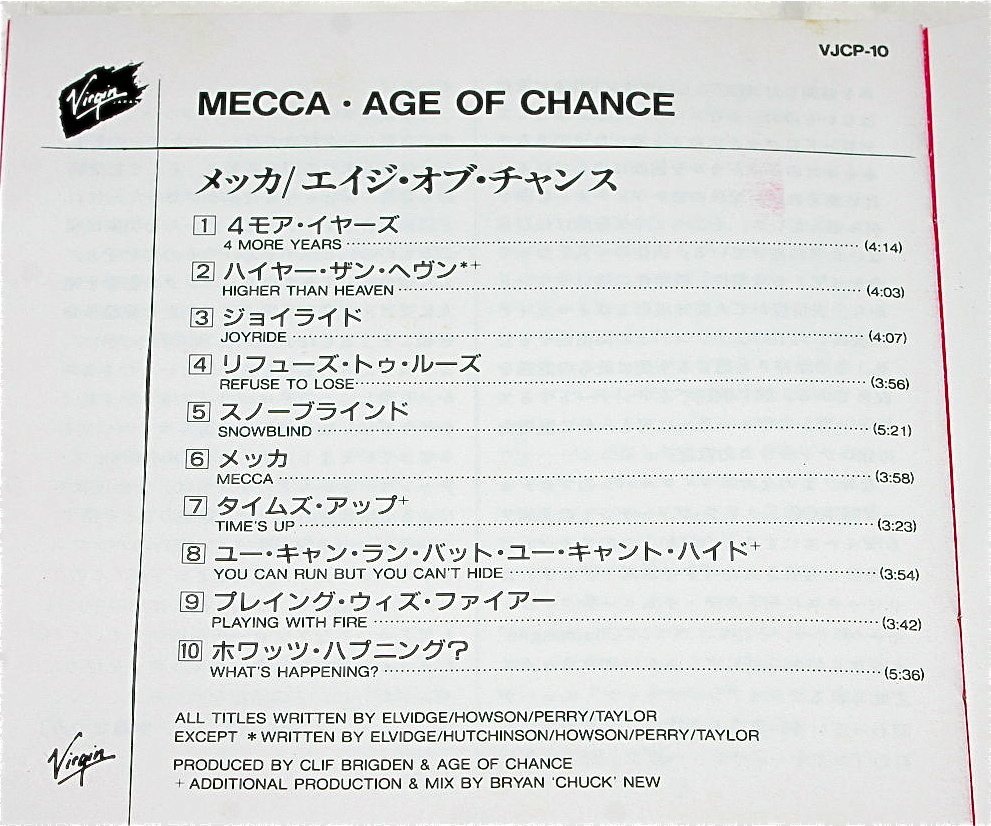 VJCP-10
Virgin
MECCA · AGE OF CHANCE
メッカ/エイジ・オブ・チャンス
1 4モア・イヤーズ
4 MORE YEARS (4:14)
2 ハイヤー・ザン・ヘヴン*+
HIGHER THAN HEAVEN (4:03)
3 ジョイライド
JOYRIDE (4:07)
4 リフューズ・トゥ・ルーズ
REFUSE TO LOSE (3:56)
5 スノーブラインド
SNOWBLIND (5:21)
6 メッカ
MECCA (3:58)
7 タイムズ・アップ+
TIME'S UP (3:23)
8 ユー・キャン・ラン・バット・ユー・キャント・ハイド+
YOU CAN RUN BUT YOU CAN'T HIDE (3:54)
9 プレイング・ウィズ・ファイアー
PLAYING WITH FIRE (3:42)
10 ホワッツ・ハプニング?
WHAT'S HAPPENING? (5:36)
ALL TITLES WRITTEN BY ELVIDGE/HOWSON/PERRY/TAYLOR
EXCEPT *WRITTEN BY ELVIDGE/HUTCHINSON/HOWSON/PERRY/TAYLOR
PRODUCED BY CLIF BRIGDEN & AGE OF CHANCE
+ADDITIONAL PRODUCTION & MIX BY BRYAN 'CHUCK' NEW
Virgin